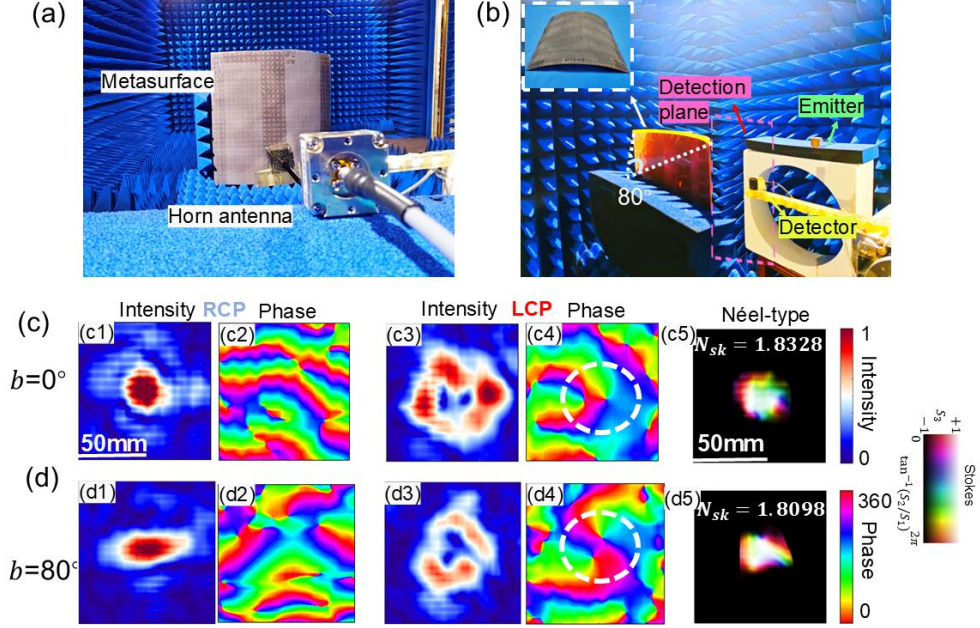 (a)
Metasurface
Horn antenna
(b)
Detection
plane
Emitter
80°
Detector
Intensity RCP Phase
Intensity LCP Phase
Néel-type
(c)
(c1)
(c2)
(c3)
(c4)
(c5)
b=0°
50mm
N_sk = 1.8328
50mm
1
Intensity
0
(d)
(d1)
(d2)
(d3)
(d4)
(d5)
b=80°
N_sk = 1.8098
360
Phase
0
Stokes
S₃
−1
+1
0
tan⁻¹(S₂/S₁)
2π